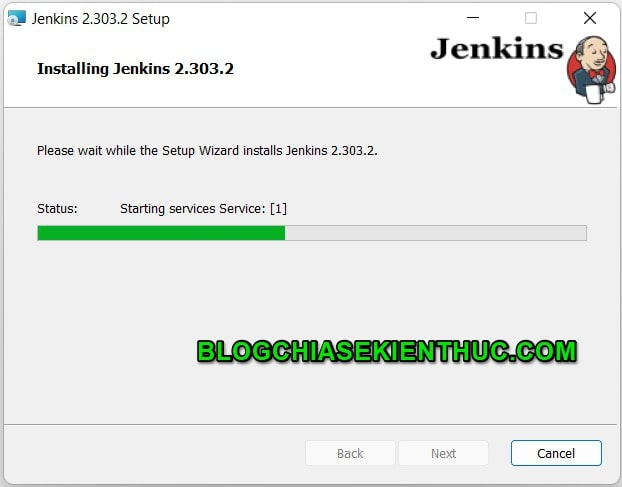 Jenkins 2.303.2 Setup
Jenkins
Installing Jenkins 2.303.2
Please wait while the Setup Wizard installs Jenkins 2.303.2.
Status: Starting services Service: [1]
BLOGCHIASEKIENTHUC.COM
Back Next Cancel